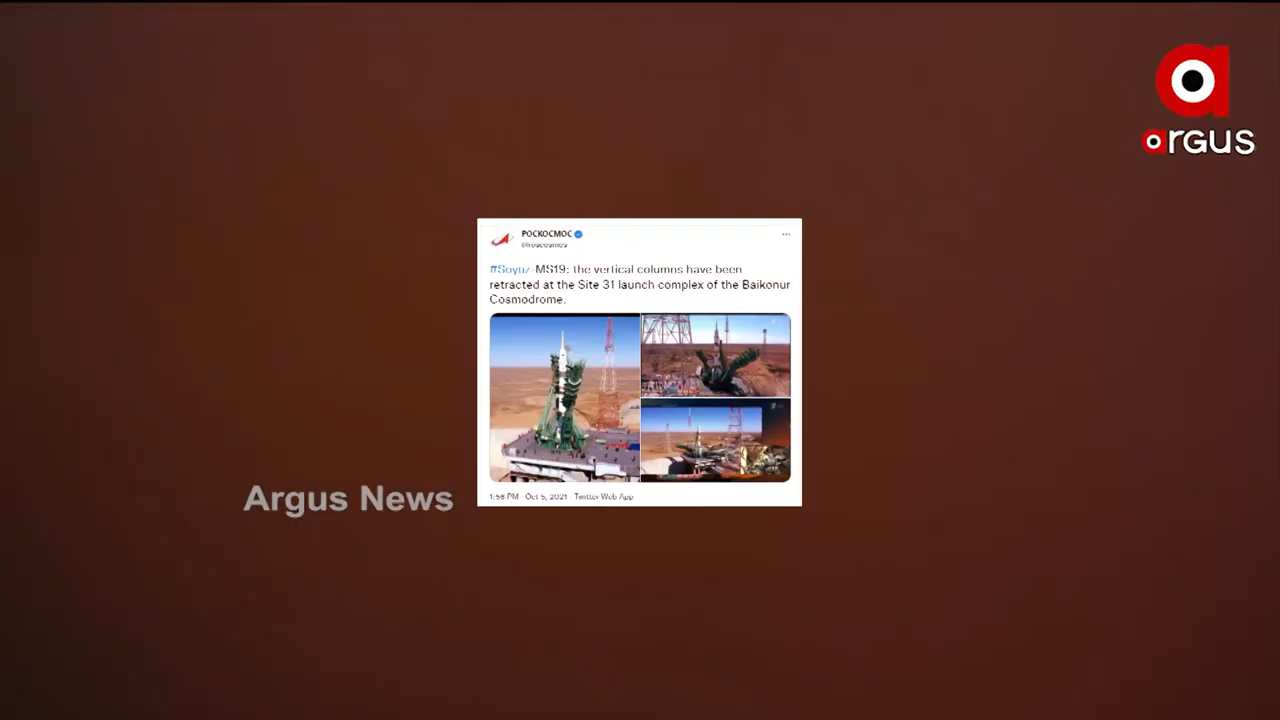 argus
РОСКОСМОС
@roscosmos
#Soyuz-MS19: the vertical columns have been
retracted at the Site 31 launch complex of the Baikonur
Cosmodrome.
Argus News
1:58 PM · Oct 5, 2021 · Twitter Web App